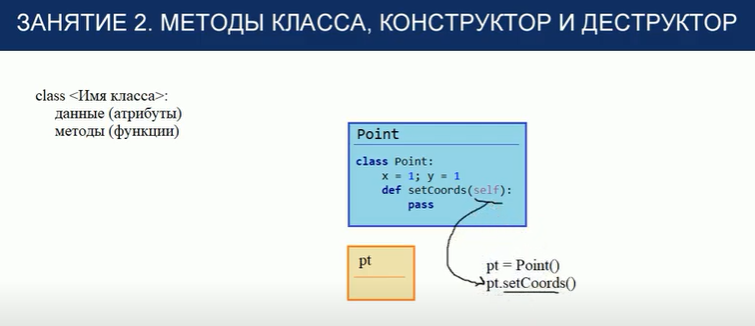 ЗАНЯТИЕ 2. МЕТОДЫ КЛАССА, КОНСТРУКТОР И ДЕСТРУКТОР
class <Имя класса>:
данные (атрибуты)
методы (функции)
Point
class Point:
x = 1; y = 1
def setCoords(self):
pass
pt
pt = Point()
pt.setCoords()